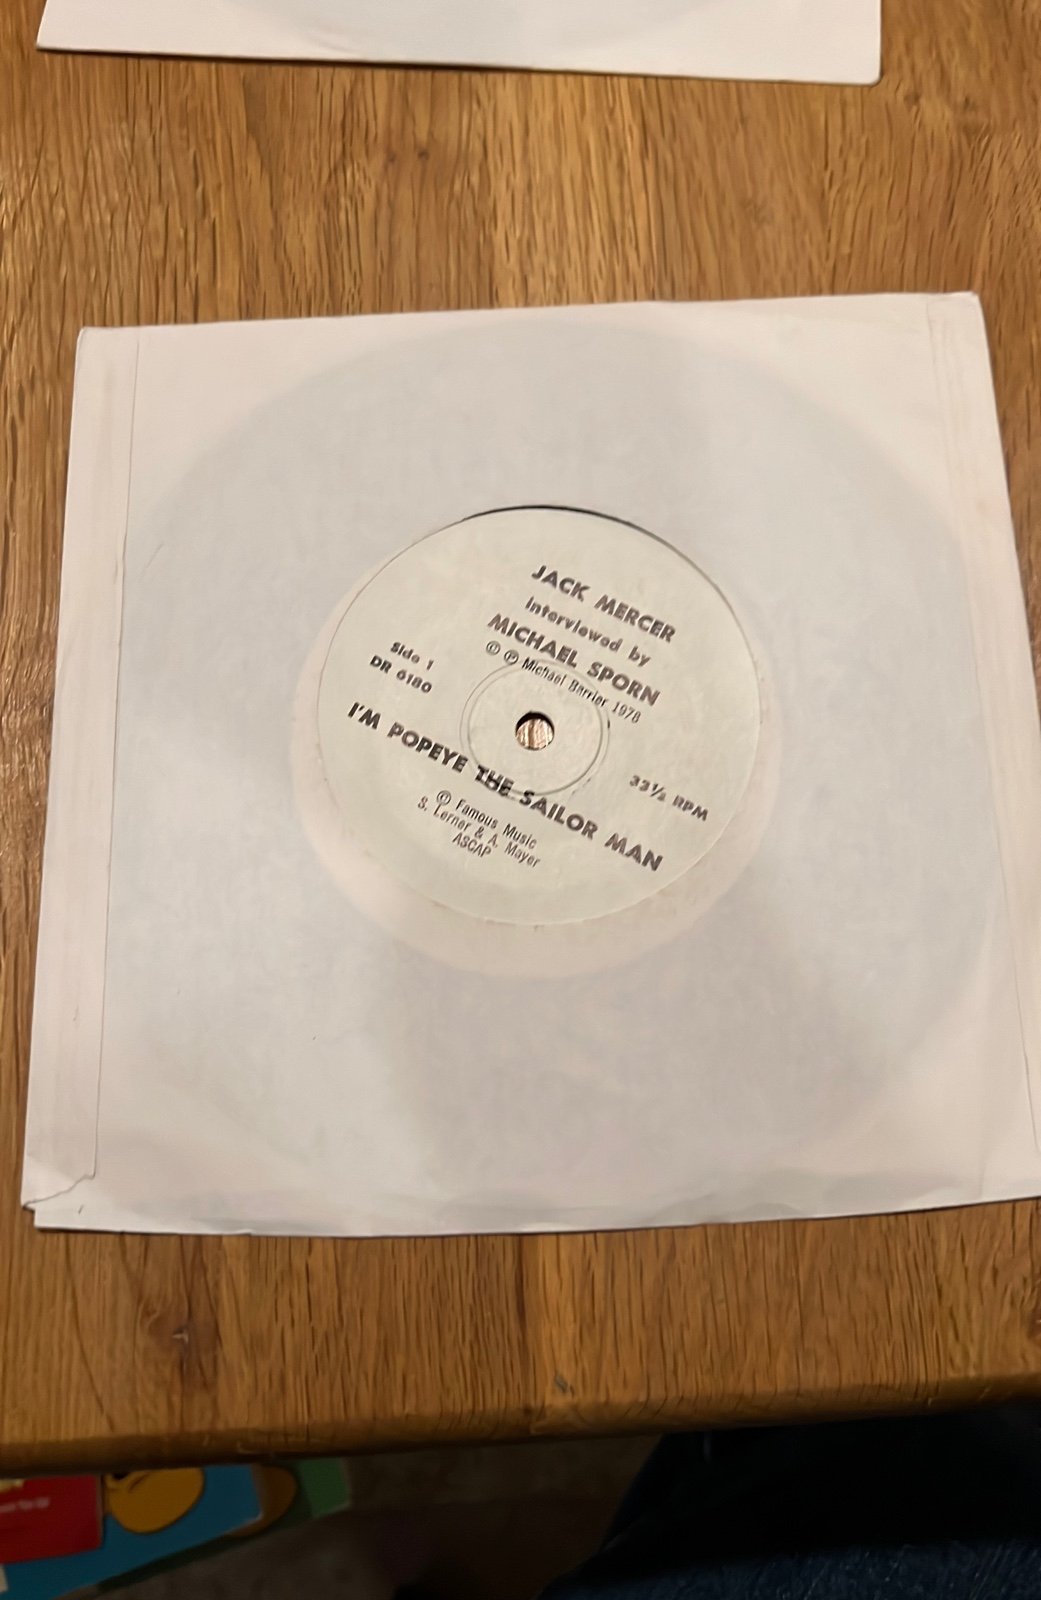 JACK MERCER
interviewed by
MICHAEL SPORN
© ℗ Michael Barrier 1978
Side 1
DR 6180
33⅓ RPM
I'M POPEYE THE SAILOR MAN
© Famous Music
S. Lerner & A. Mayer
ASCAP